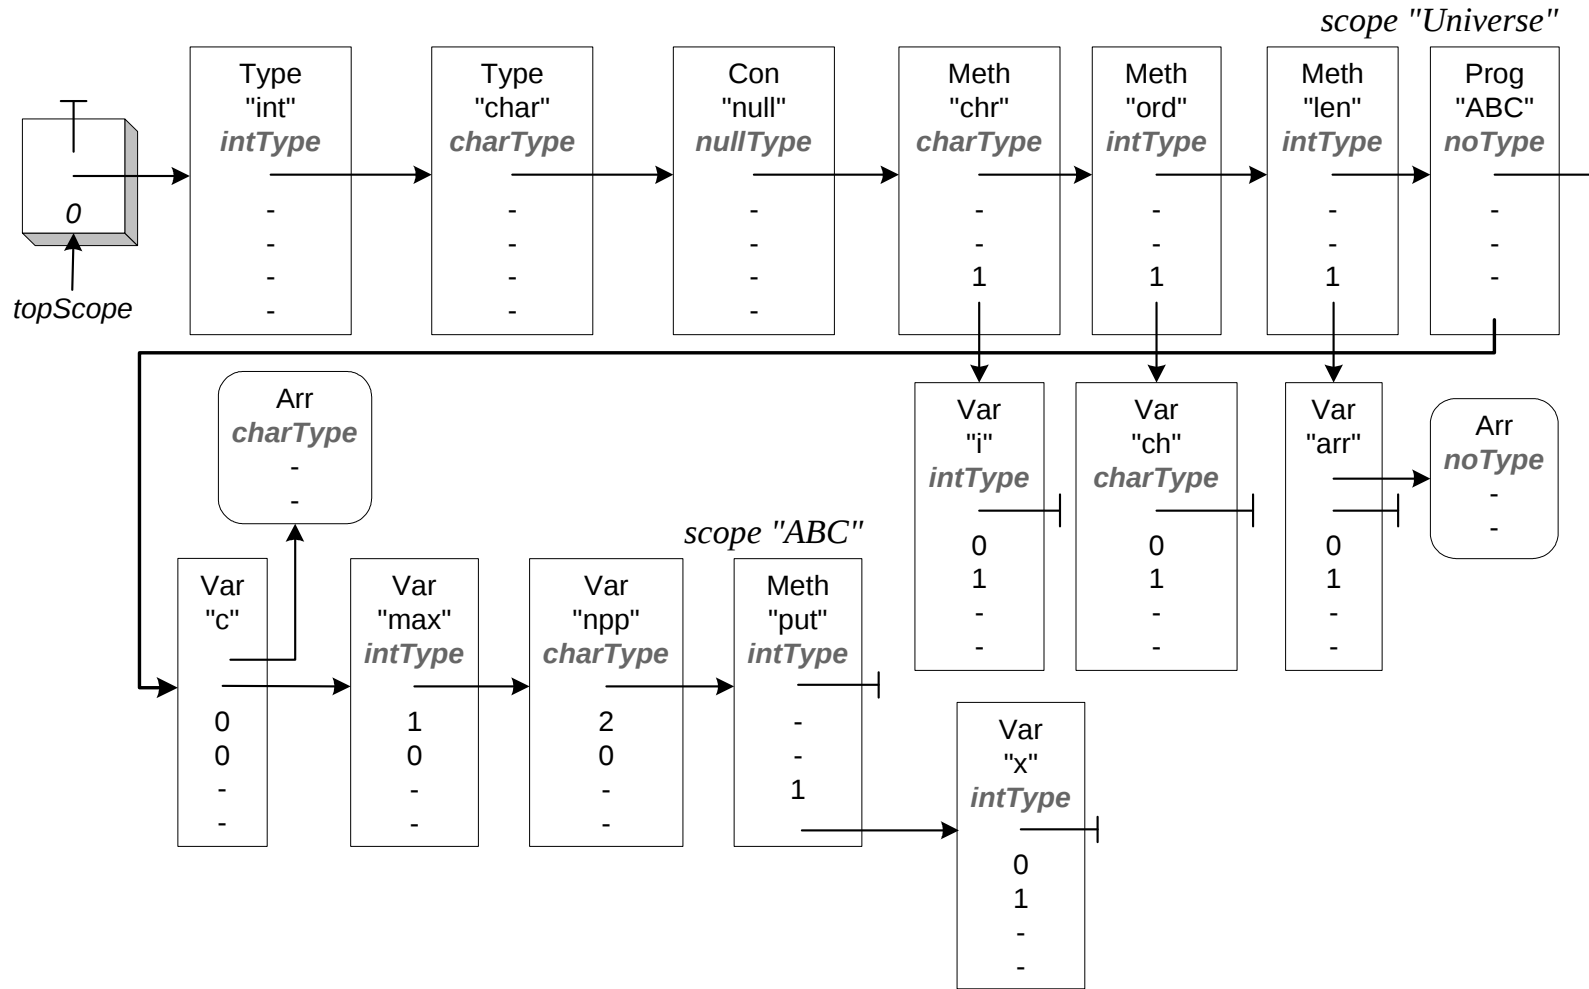 scope "Universe"
0
topScope
Type
"int"
intType
-
-
-
-
Type
"char"
charType
-
-
-
-
Con
"null"
nullType
-
-
-
-
Meth
"chr"
charType
-
-
1
Meth
"ord"
intType
-
-
1
Meth
"len"
intType
-
-
1
Prog
"ABC"
noType
-
-
-
Arr
charType
-
-
Var
"i"
intType
0
1
-
-
Var
"ch"
charType
0
1
-
-
Var
"arr"
0
1
-
-
Arr
noType
-
-
scope "ABC"
Var
"c"
0
0
-
-
Var
"max"
intType
1
0
-
-
Var
"npp"
charType
2
0
-
-
Meth
"put"
intType
-
-
1
Var
"x"
intType
0
1
-
-